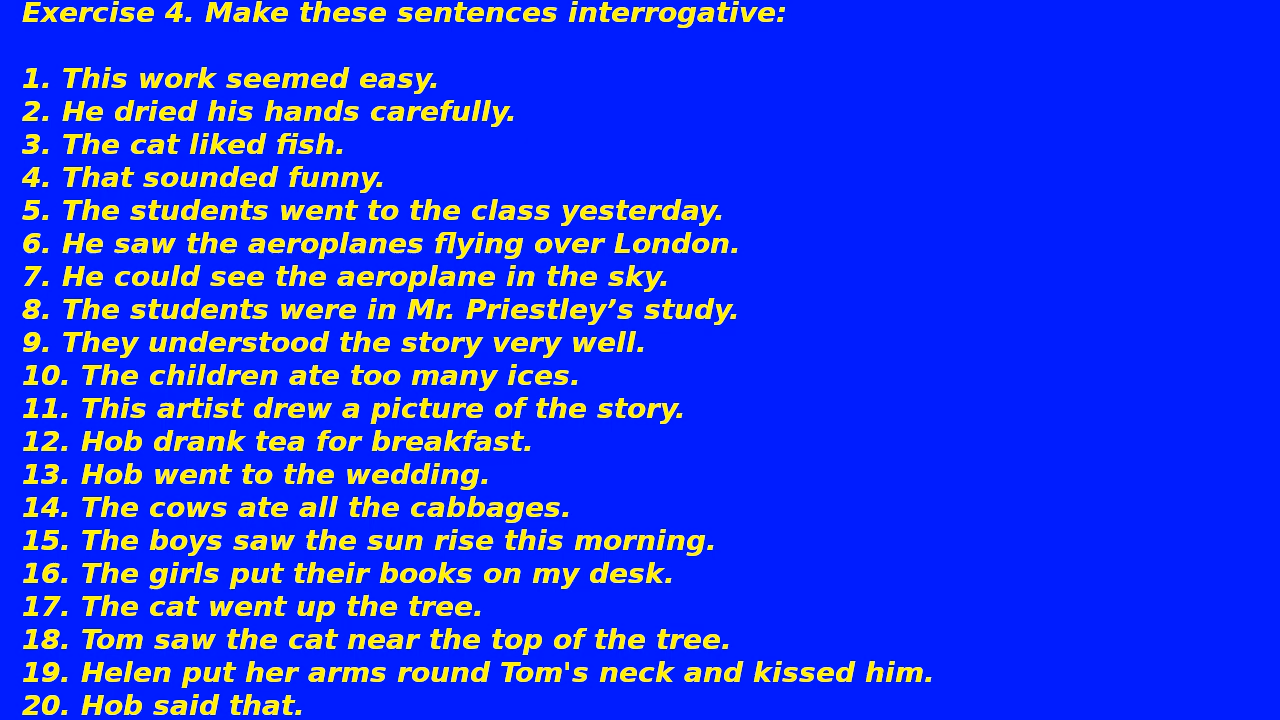 Exercise 4. Make these sentences interrogative:
1. This work seemed easy.
2. He dried his hands carefully.
3. The cat liked fish.
4. That sounded funny.
5. The students went to the class yesterday.
6. He saw the aeroplanes flying over London.
7. He could see the aeroplane in the sky.
8. The students were in Mr. Priestley’s study.
9. They understood the story very well.
10. The children ate too many ices.
11. This artist drew a picture of the story.
12. Hob drank tea for breakfast.
13. Hob went to the wedding.
14. The cows ate all the cabbages.
15. The boys saw the sun rise this morning.
16. The girls put their books on my desk.
17. The cat went up the tree.
18. Tom saw the cat near the top of the tree.
19. Helen put her arms round Tom's neck and kissed him.
20. Hob said that.